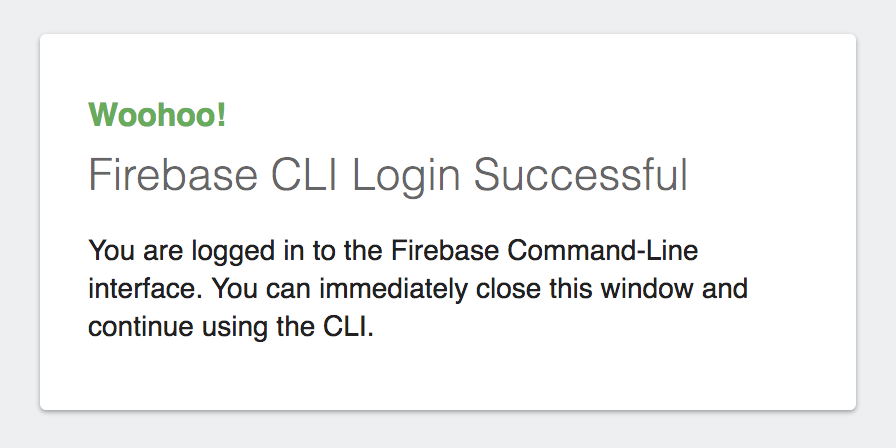 Woohoo!
Firebase CLI Login Successful
You are logged in to the Firebase Command-Line
interface. You can immediately close this window and
continue using the CLI.